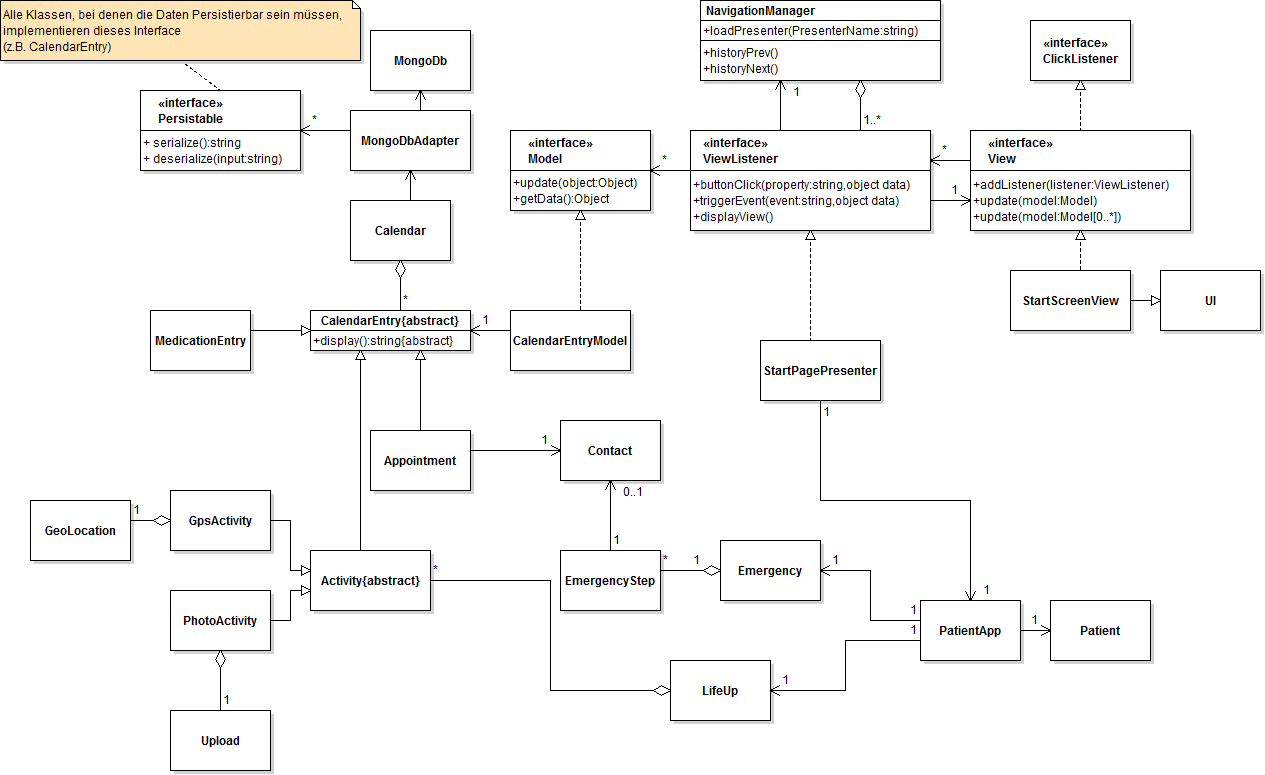 Alle Klassen, bei denen die Daten Persistierbar sein müssen,
implementieren dieses Interface
(z.B. CalendarEntry)
MongoDb
NavigationManager
+loadPresenter(PresenterName:string)
+historyPrev()
+historyNext()
«interface»
ClickListener
«interface»
Persistable
+ serialize():string
+ deserialize(input:string)
*
MongoDbAdapter
1
1..*
«interface»
Model
+update(object:Object)
+getData():Object
*
«interface»
ViewListener
+buttonClick(property:string,object data)
+triggerEvent(event:string,object data)
+displayView()
*
1
«interface»
View
+addListener(listener:ViewListener)
+update(model:Model)
+update(model:Model[0..*])
Calendar
*
StartScreenView
UI
MedicationEntry
CalendarEntry{abstract}
+display():string{abstract}
1
CalendarEntryModel
StartPagePresenter
1
Appointment
1
Contact
0..1
GeoLocation
1
GpsActivity
1
Activity{abstract}
*
EmergencyStep
*
1
Emergency
1
PhotoActivity
1
1
PatientApp
1
1
Patient
LifeUp
1
1
Upload